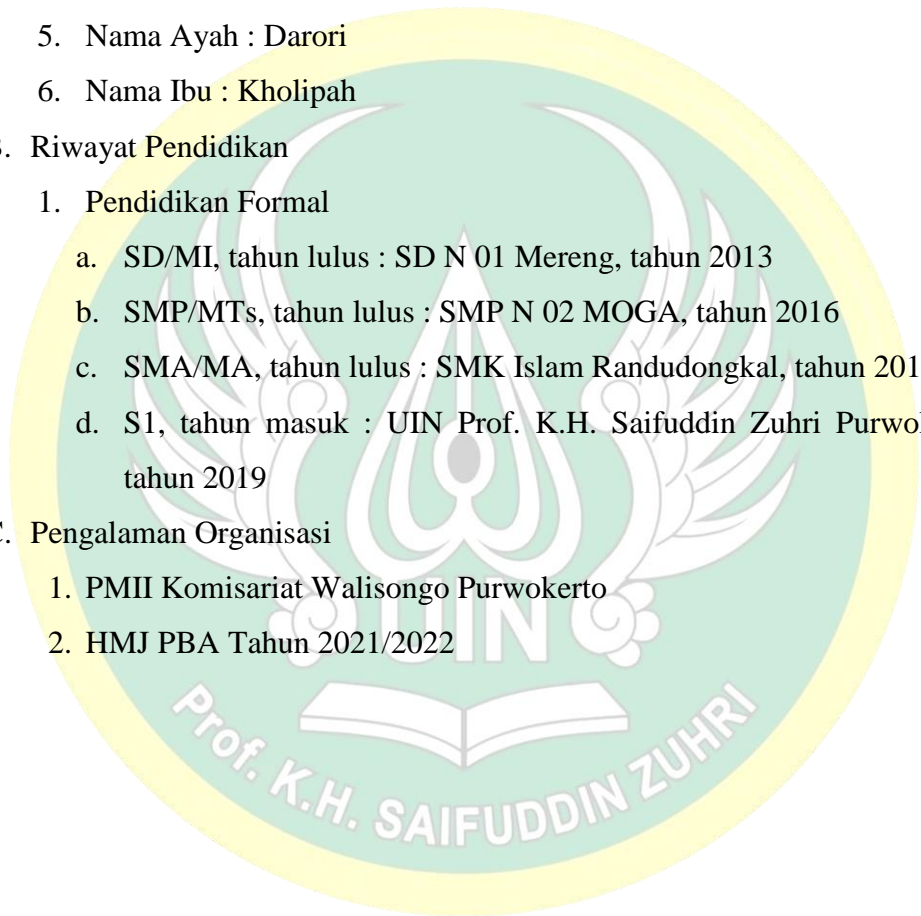 5. Nama Ayah : Darori
6. Nama Ibu : Kholipah
Riwayat Pendidikan
1. Pendidikan Formal
a. SD/MI, tahun lulus : SD N 01 Mereng, tahun 2013
b. SMP/MTs, tahun lulus : SMP N 02 MOGA, tahun 2016
c. SMA/MA, tahun lulus : SMK Islam Randudongkal, tahun 201
d. S1, tahun masuk : UIN Prof. K.H. Saifuddin Zuhri
tahun 2019
Pengalaman Organisasi
1. PMII Komisariat Walisongo Purwokerto
2. HMJ PBA Tahun 2021/2022
UIN
Prof. K.H. SAIFUDDIN ZUHRI